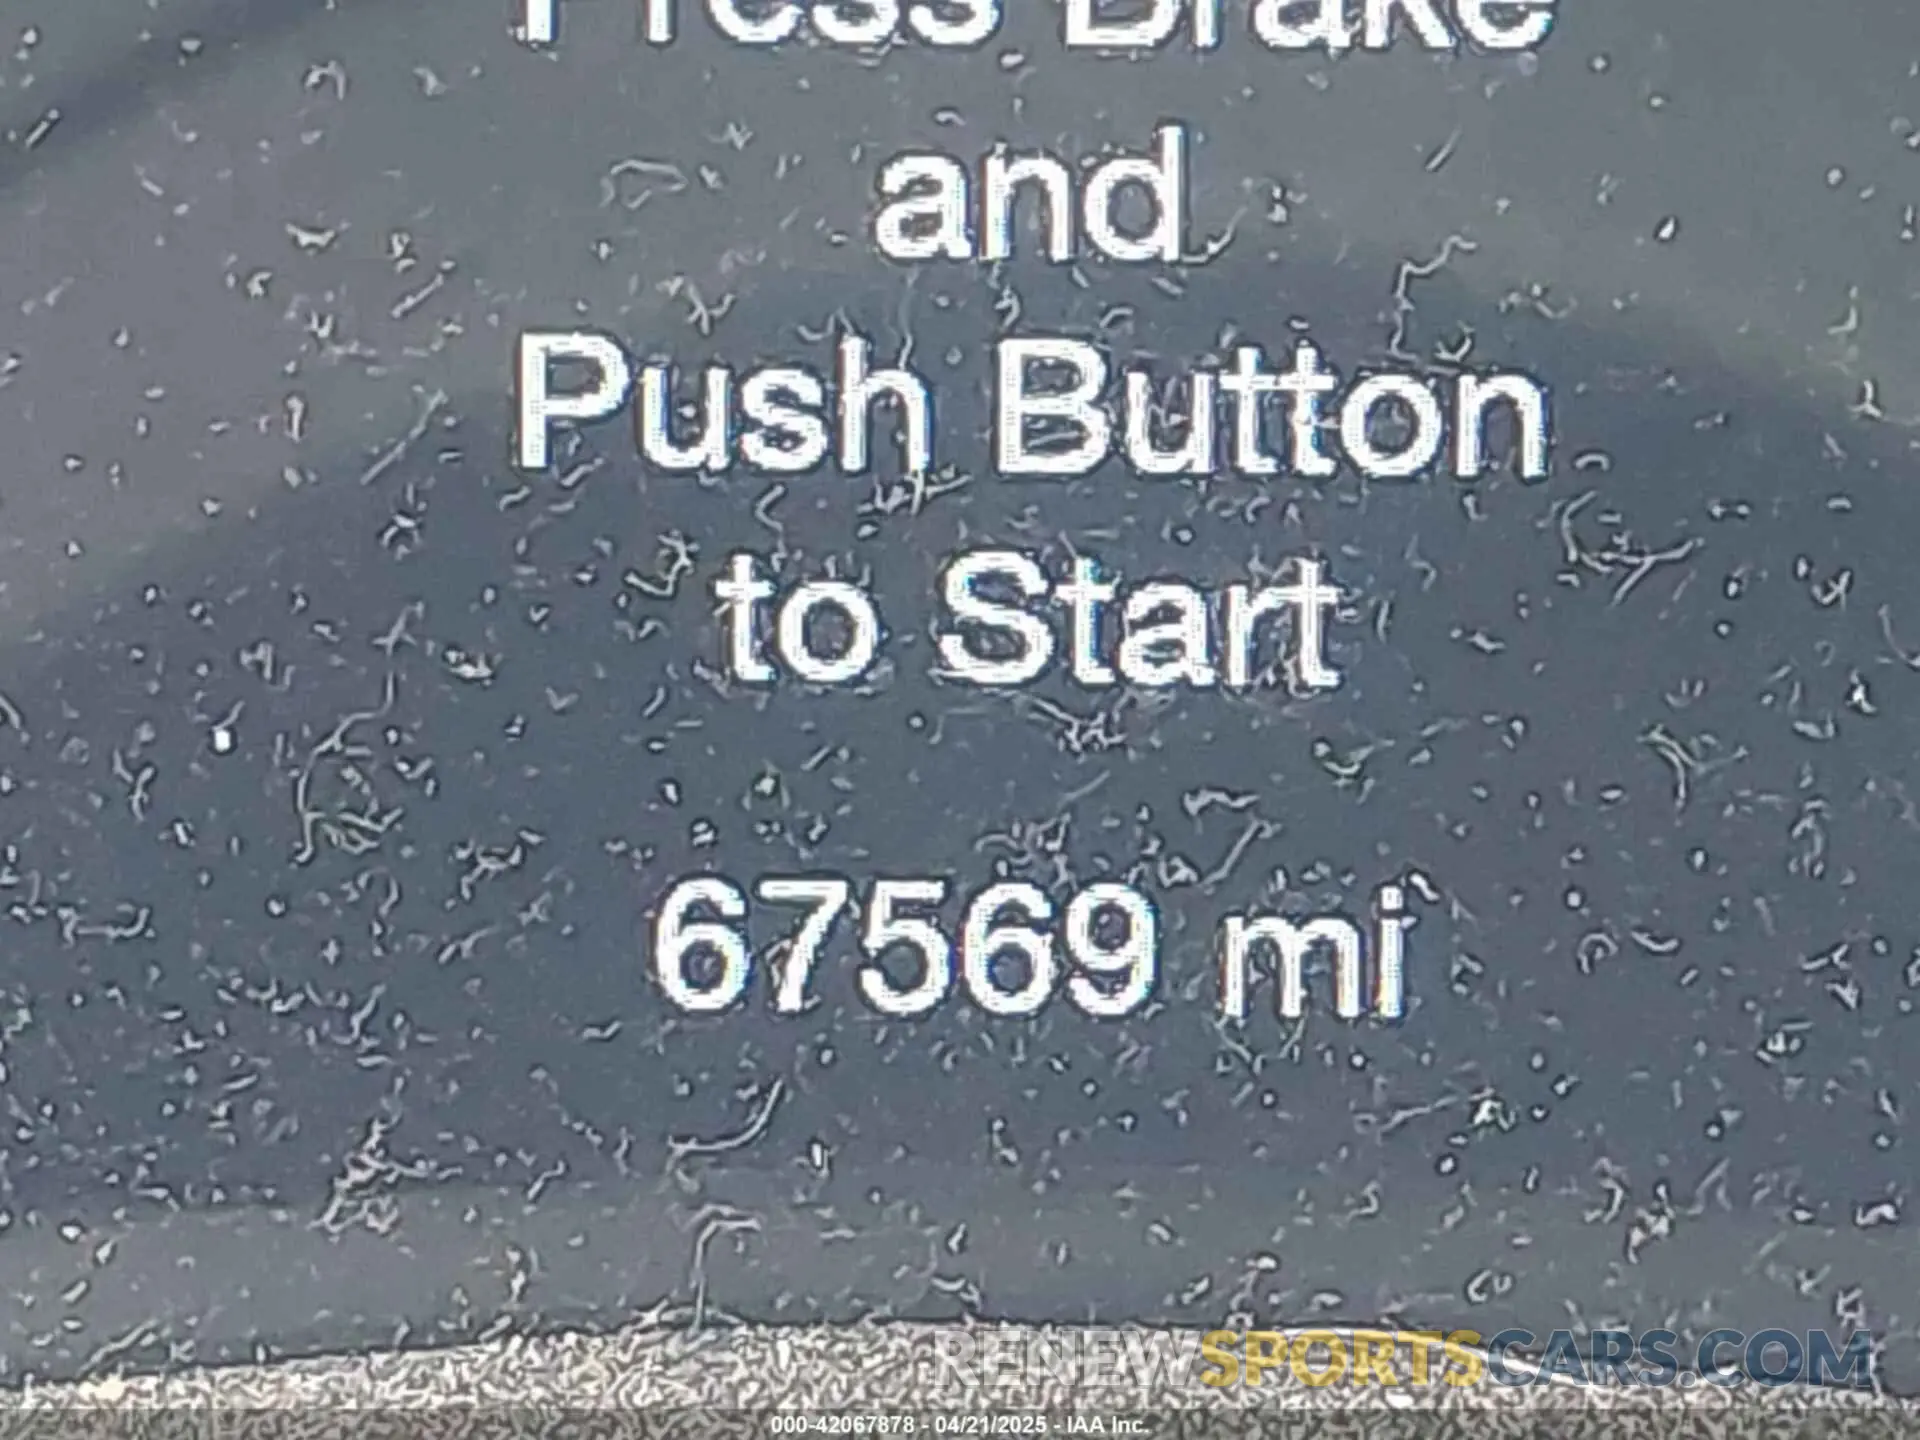 Press Brake
and
Push Button
to Start
67569 mi
RENEWSPORTSCARS.COM
000-42067878 - 04/21/2025 - IAA Inc.